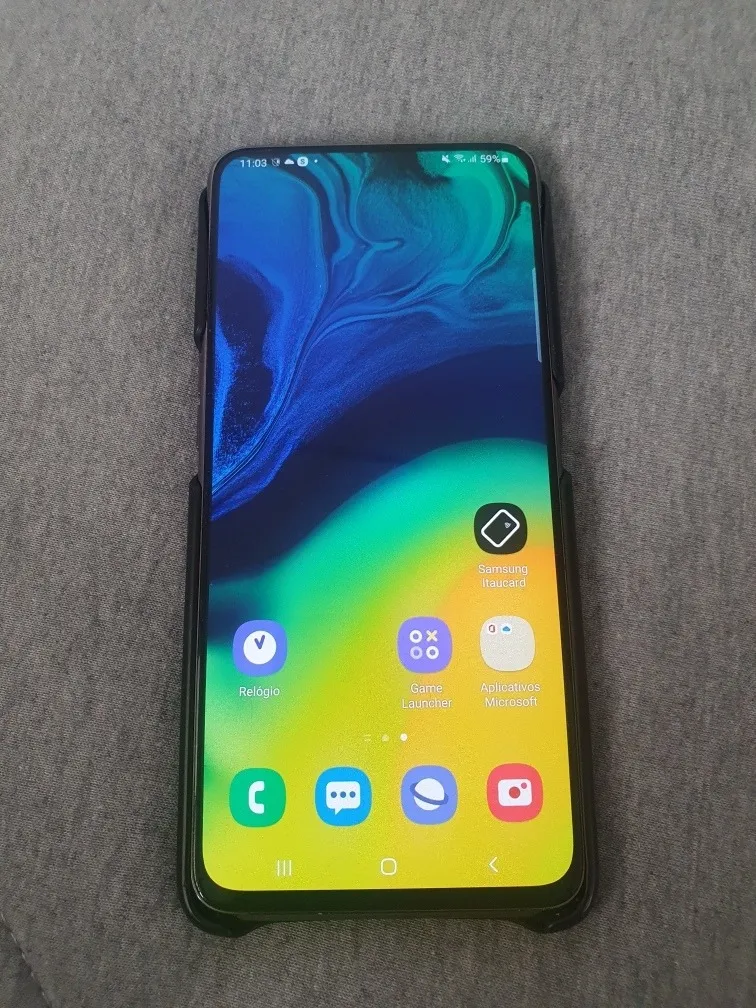 11:03 S
59%
Samsung
Itaucard
Relógio
Game
Launcher
Aplicativos
Microsoft